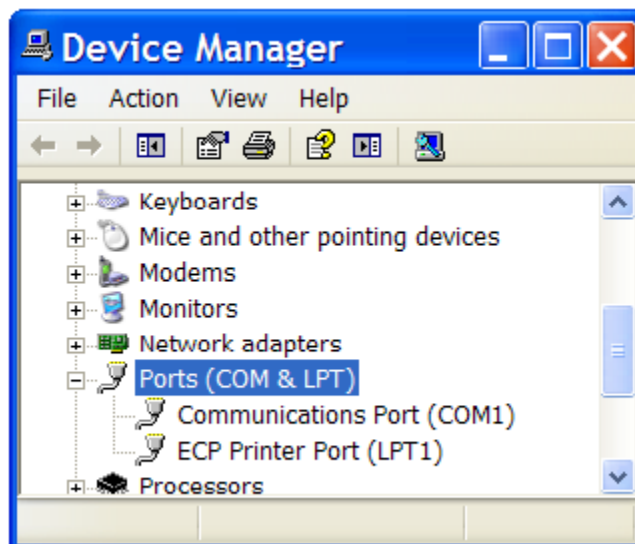 Device Manager
File Action View Help
Keyboards
Mice and other pointing devices
Modems
Monitors
Network adapters
Ports (COM & LPT)
Communications Port (COM1)
ECP Printer Port (LPT1)
Processors